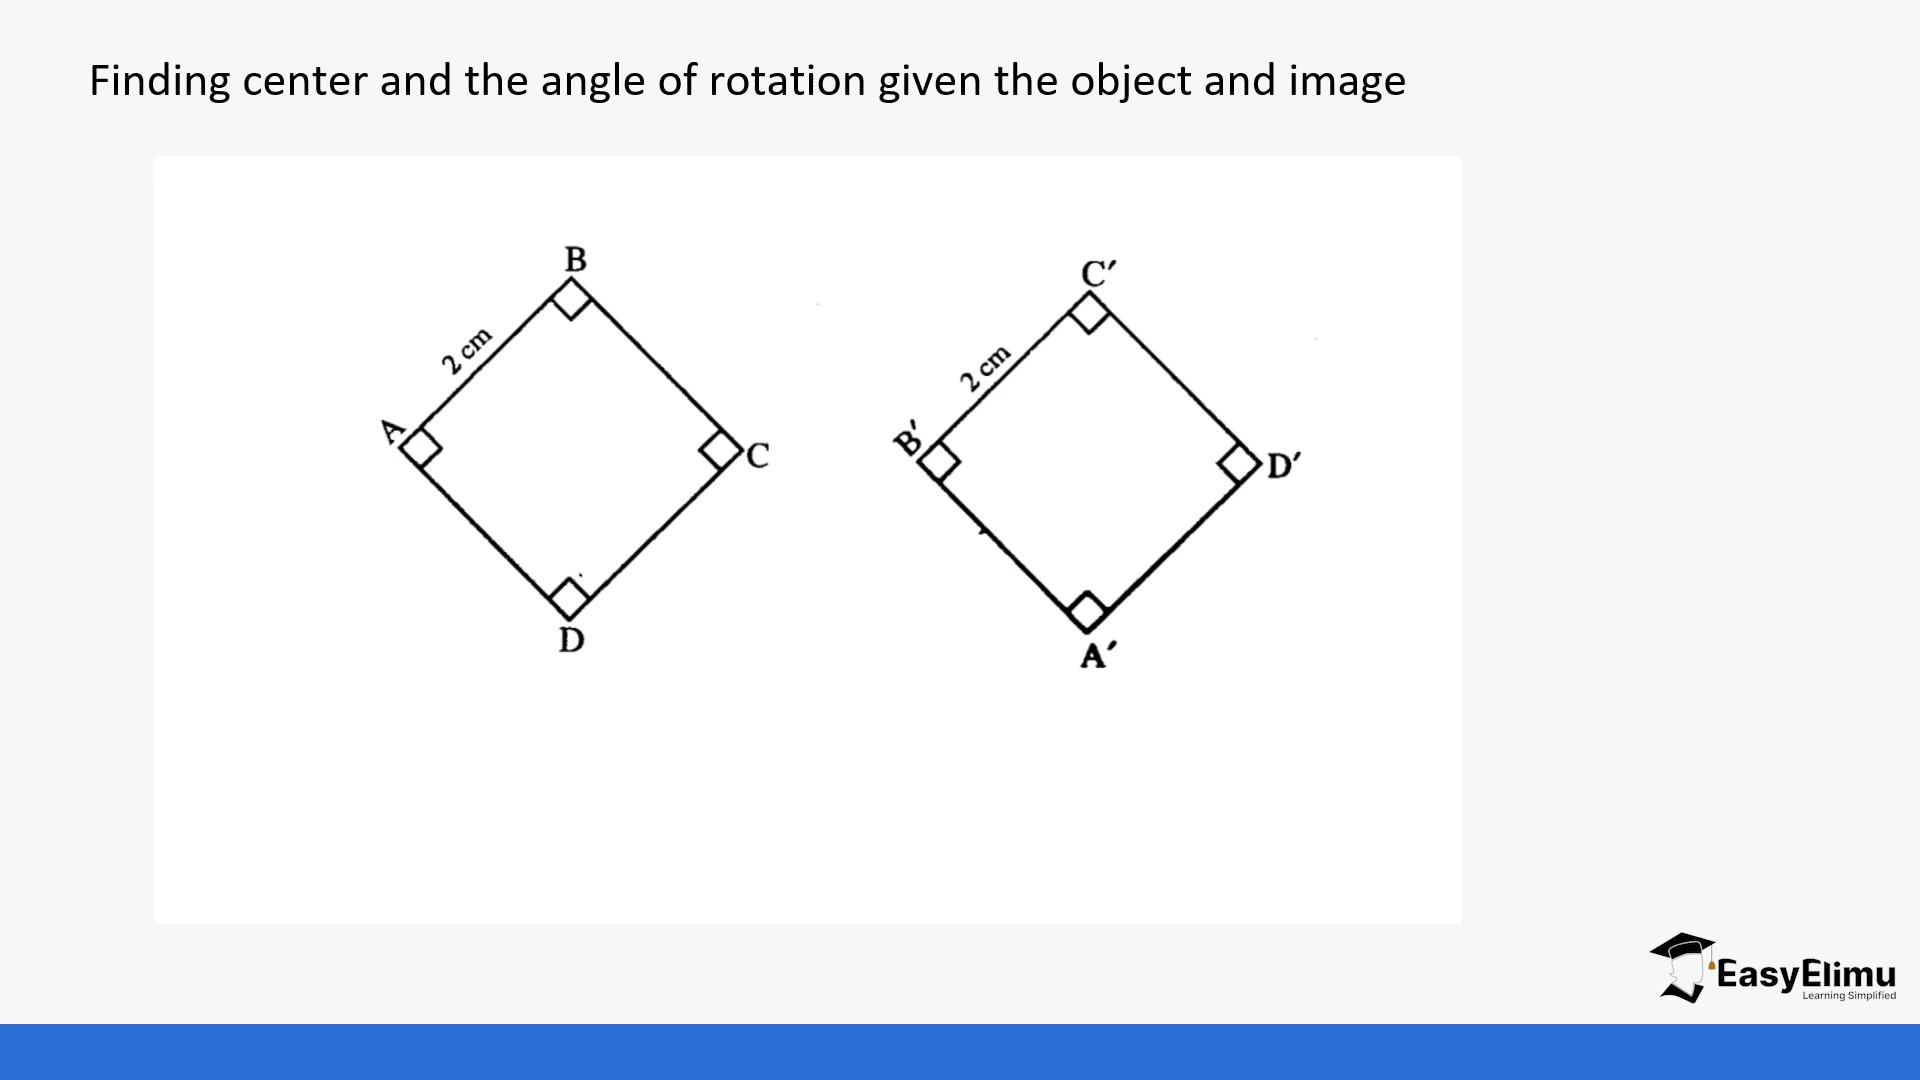 Finding center and the angle of rotation given the object and image
B
2 cm
A
C
D
C′
2 cm
B′
D′
A′
EasyElimu
Learning Simplified